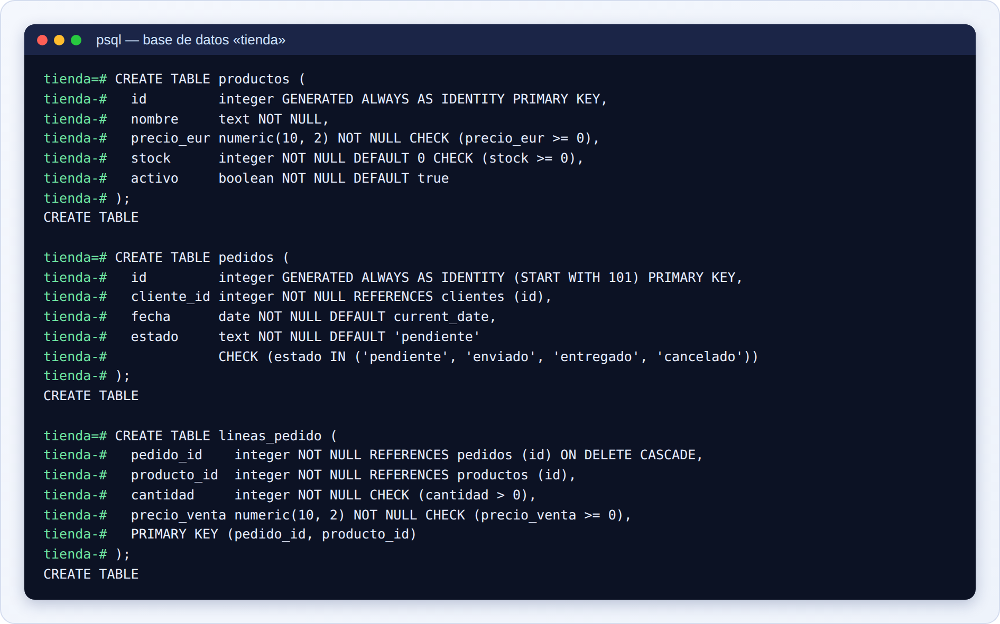 psql — base de datos «tienda»
tienda=# CREATE TABLE productos (
tienda-#   id         integer GENERATED ALWAYS AS IDENTITY PRIMARY KEY,
tienda-#   nombre     text NOT NULL,
tienda-#   precio_eur numeric(10, 2) NOT NULL CHECK (precio_eur >= 0),
tienda-#   stock      integer NOT NULL DEFAULT 0 CHECK (stock >= 0),
tienda-#   activo     boolean NOT NULL DEFAULT true
tienda-# );
CREATE TABLE
tienda=# CREATE TABLE pedidos (
tienda-#   id         integer GENERATED ALWAYS AS IDENTITY (START WITH 101) PRIMARY KEY,
tienda-#   cliente_id integer NOT NULL REFERENCES clientes (id),
tienda-#   fecha      date NOT NULL DEFAULT current_date,
tienda-#   estado     text NOT NULL DEFAULT 'pendiente'
tienda-#              CHECK (estado IN ('pendiente', 'enviado', 'entregado', 'cancelado'))
tienda-# );
CREATE TABLE
tienda=# CREATE TABLE lineas_pedido (
tienda-#   pedido_id    integer NOT NULL REFERENCES pedidos (id) ON DELETE CASCADE,
tienda-#   producto_id  integer NOT NULL REFERENCES productos (id),
tienda-#   cantidad     integer NOT NULL CHECK (cantidad > 0),
tienda-#   precio_venta numeric(10, 2) NOT NULL CHECK (precio_venta >= 0),
tienda-#   PRIMARY KEY (pedido_id, producto_id)
tienda-# );
CREATE TABLE